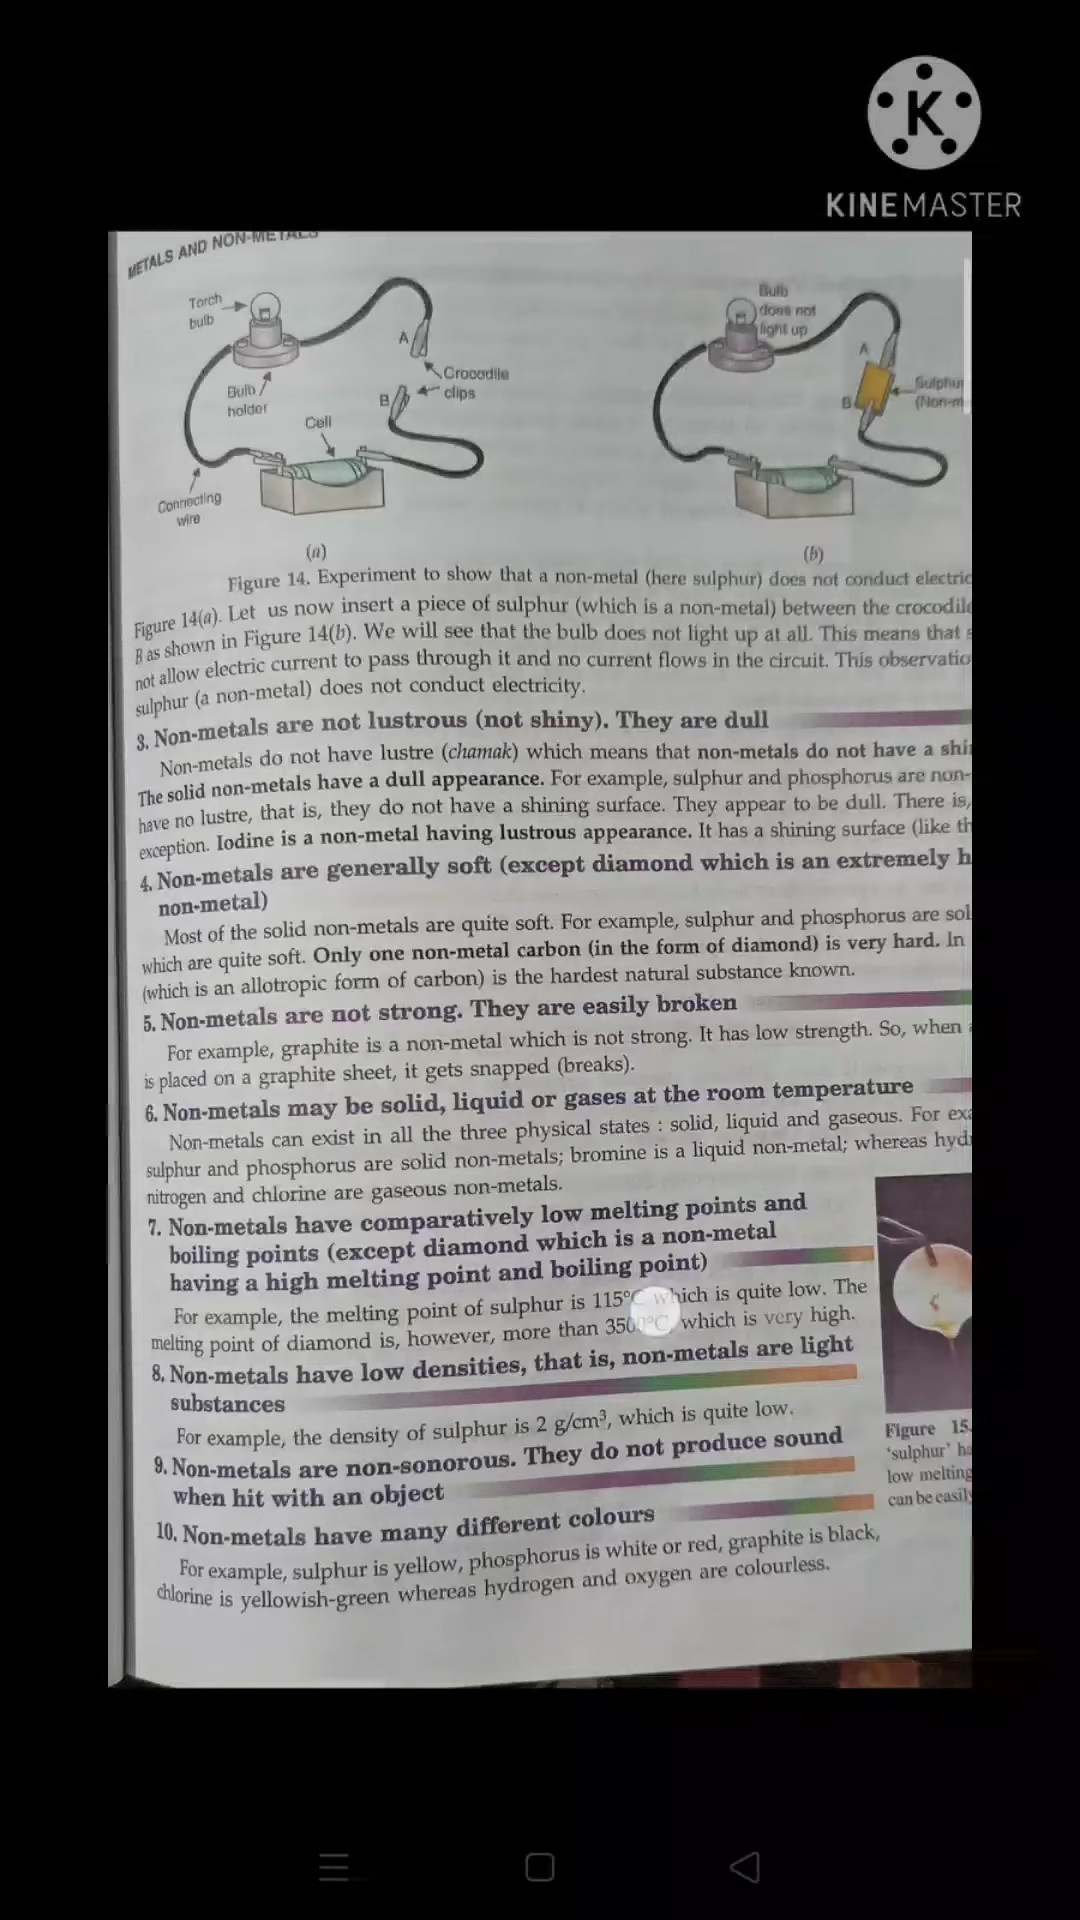 KINEMASTER
METALS AND NON-METALS
Torch
bulb
Bulb
holder
Cell
Connecting
wire
A
B
Crocodile
clips
(a)
Bulb
does not
light up
A
B
Sulphur
(Non-m
(b)
Figure 14. Experiment to show that a non-metal (here sulphur) does not conduct electric
Figure 14(a). Let us now insert a piece of sulphur (which is a non-metal) between the crocodile
B as shown in Figure 14(b). We will see that the bulb does not light up at all. This means that s
not allow electric current to pass through it and no current flows in the circuit. This observatio
sulphur (a non-metal) does not conduct electricity.
3. Non-metals are not lustrous (not shiny). They are dull
Non-metals do not have lustre (chamak) which means that non-metals do not have a shi
The solid non-metals have a dull appearance. For example, sulphur and phosphorus are non-
have no lustre, that is, they do not have a shining surface. They appear to be dull. There is,
exception. Iodine is a non-metal having lustrous appearance. It has a shining surface (like th
4. Non-metals are generally soft (except diamond which is an extremely h
non-metal)
Most of the solid non-metals are quite soft. For example, sulphur and phosphorus are sol
which are quite soft. Only one non-metal carbon (in the form of diamond) is very hard. In
(which is an allotropic form of carbon) is the hardest natural substance known.
5. Non-metals are not strong. They are easily broken
For example, graphite is a non-metal which is not strong. It has low strength. So, when a
is placed on a graphite sheet, it gets snapped (breaks).
6. Non-metals may be solid, liquid or gases at the room temperature
Non-metals can exist in all the three physical states : solid, liquid and gaseous. For exa
sulphur and phosphorus are solid non-metals; bromine is a liquid non-metal; whereas hyd
nitrogen and chlorine are gaseous non-metals.
7. Non-metals have comparatively low melting points and
boiling points (except diamond which is a non-metal
having a high melting point and boiling point)
For example, the melting point of sulphur is 115°C which is quite low. The
melting point of diamond is, however, more than 3500°C which is very high.
8. Non-metals have low densities, that is, non-metals are light
substances
For example, the density of sulphur is 2 g/cm³, which is quite low.
9. Non-metals are non-sonorous. They do not produce sound
when hit with an object
10. Non-metals have many different colours
For example, sulphur is yellow, phosphorus is white or red, graphite is black,
chlorine is yellowish-green whereas hydrogen and oxygen are colourless.
Figure 15.
'sulphur' ha
low melting
can be easily